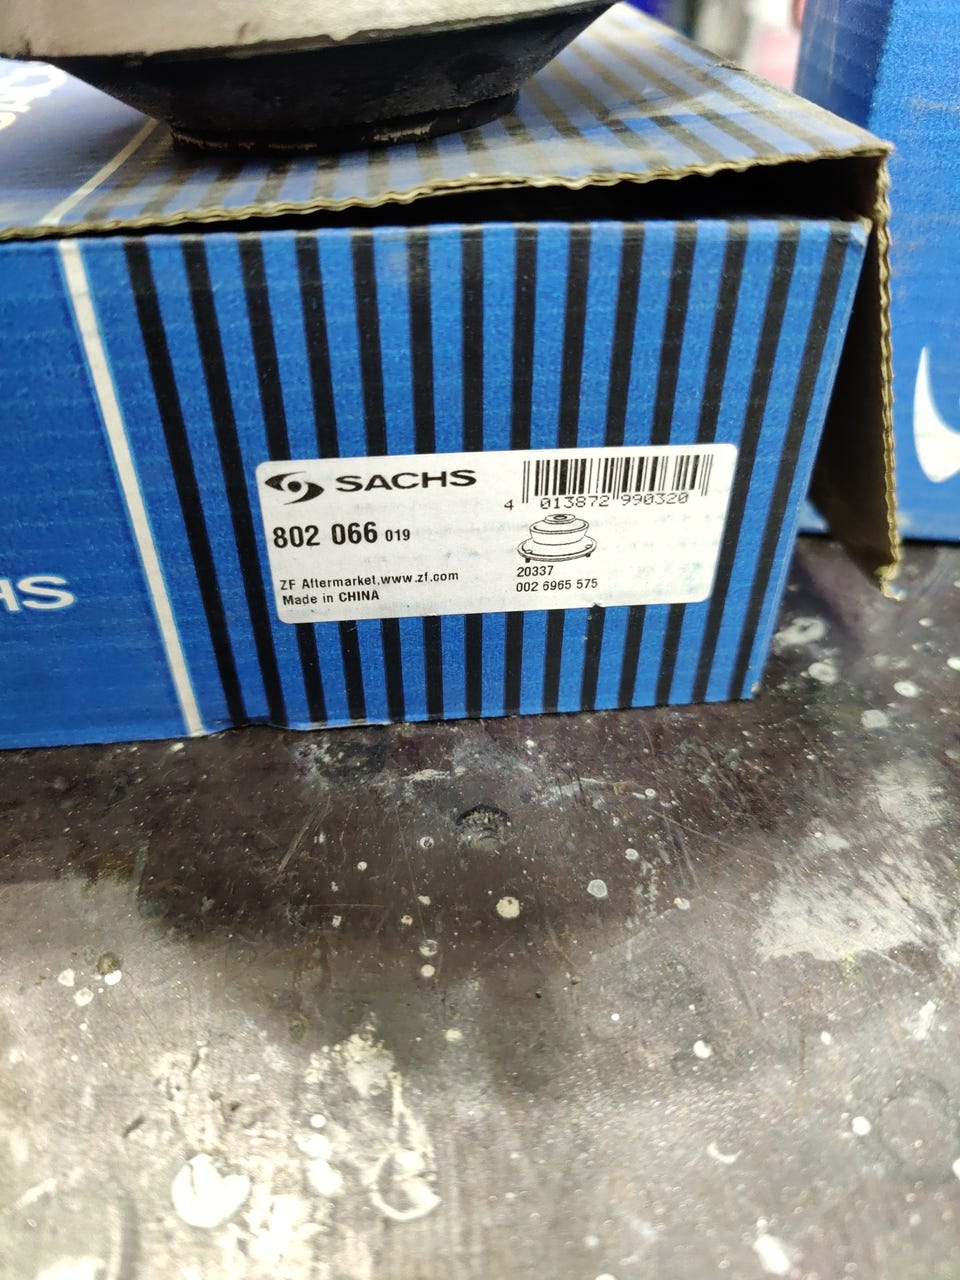 SACHS
4 013872 990320
802 066 019
ZF Aftermarket,www.zf.com
Made in CHINA
20337
002 6965 575
HS